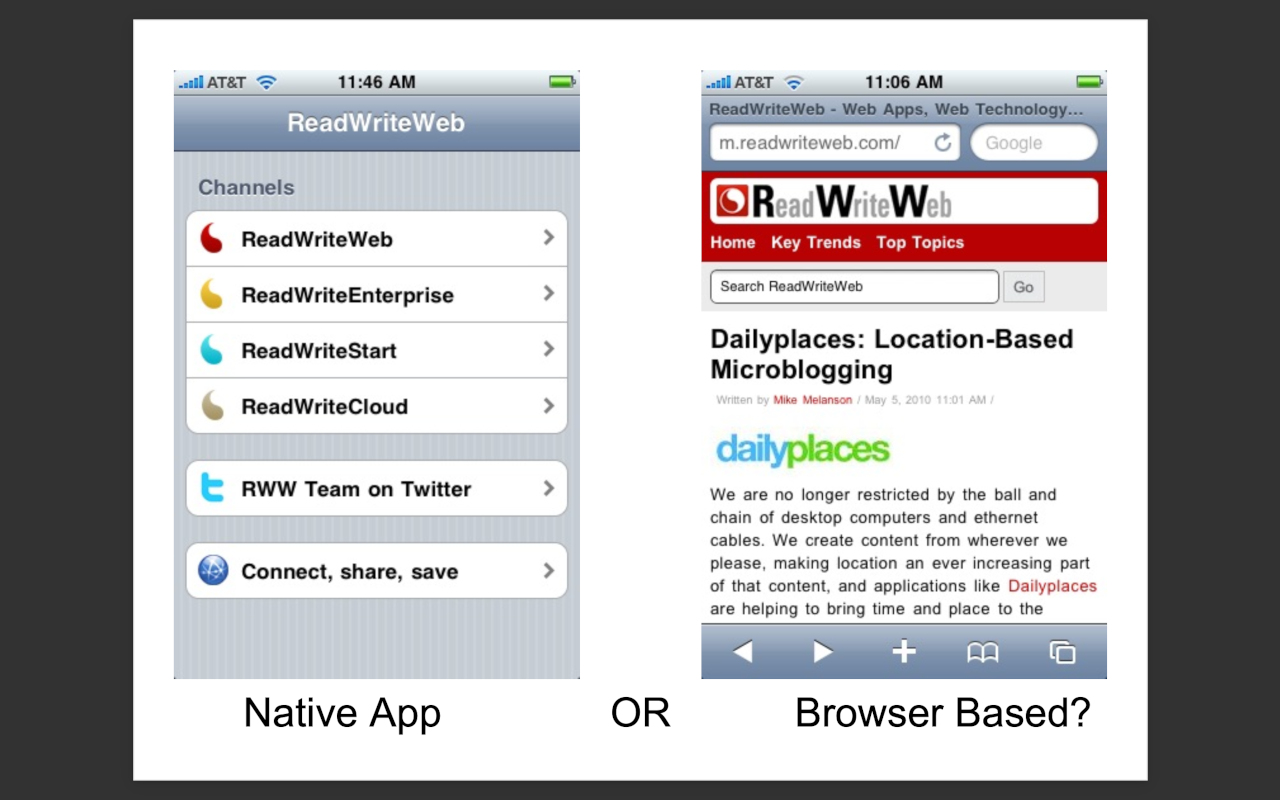 AT&T 11:46 AM
ReadWriteWeb
Channels
ReadWriteWeb
ReadWriteEnterprise
ReadWriteStart
ReadWriteCloud
RWW Team on Twitter
Connect, share, save
AT&T 11:06 AM
ReadWriteWeb - Web Apps, Web Technology...
m.readwriteweb.com/ Google
ReadWriteWeb
Home Key Trends Top Topics
Search ReadWriteWeb Go
Dailyplaces: Location-Based
Microblogging
Written by Mike Melanson / May 5, 2010 11:01 AM /
dailyplaces
We are no longer restricted by the ball and
chain of desktop computers and ethernet
cables. We create content from wherever we
please, making location an ever increasing part
of that content, and applications like Dailyplaces
are helping to bring time and place to the
Native App OR Browser Based?